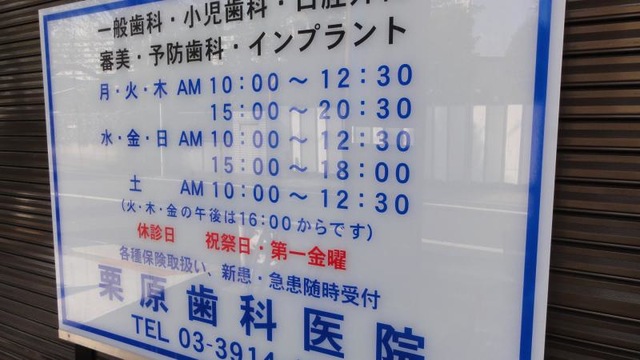 一般歯科・小児歯科・口腔外科
審美・予防歯科・インプラント
月・火・木 AM 10:00 ～ 12:30
15:00 ～ 20:30
水・金・日 AM 10:00 ～ 12:30
15:00 ～ 18:00
土 AM 10:00 ～ 12:30
(火・木・金の午後は16:00からです)
休診日 祝祭日・第一金曜
各種保険取扱い、新患・急患随時受付
栗原歯科医院
TEL 03-3914